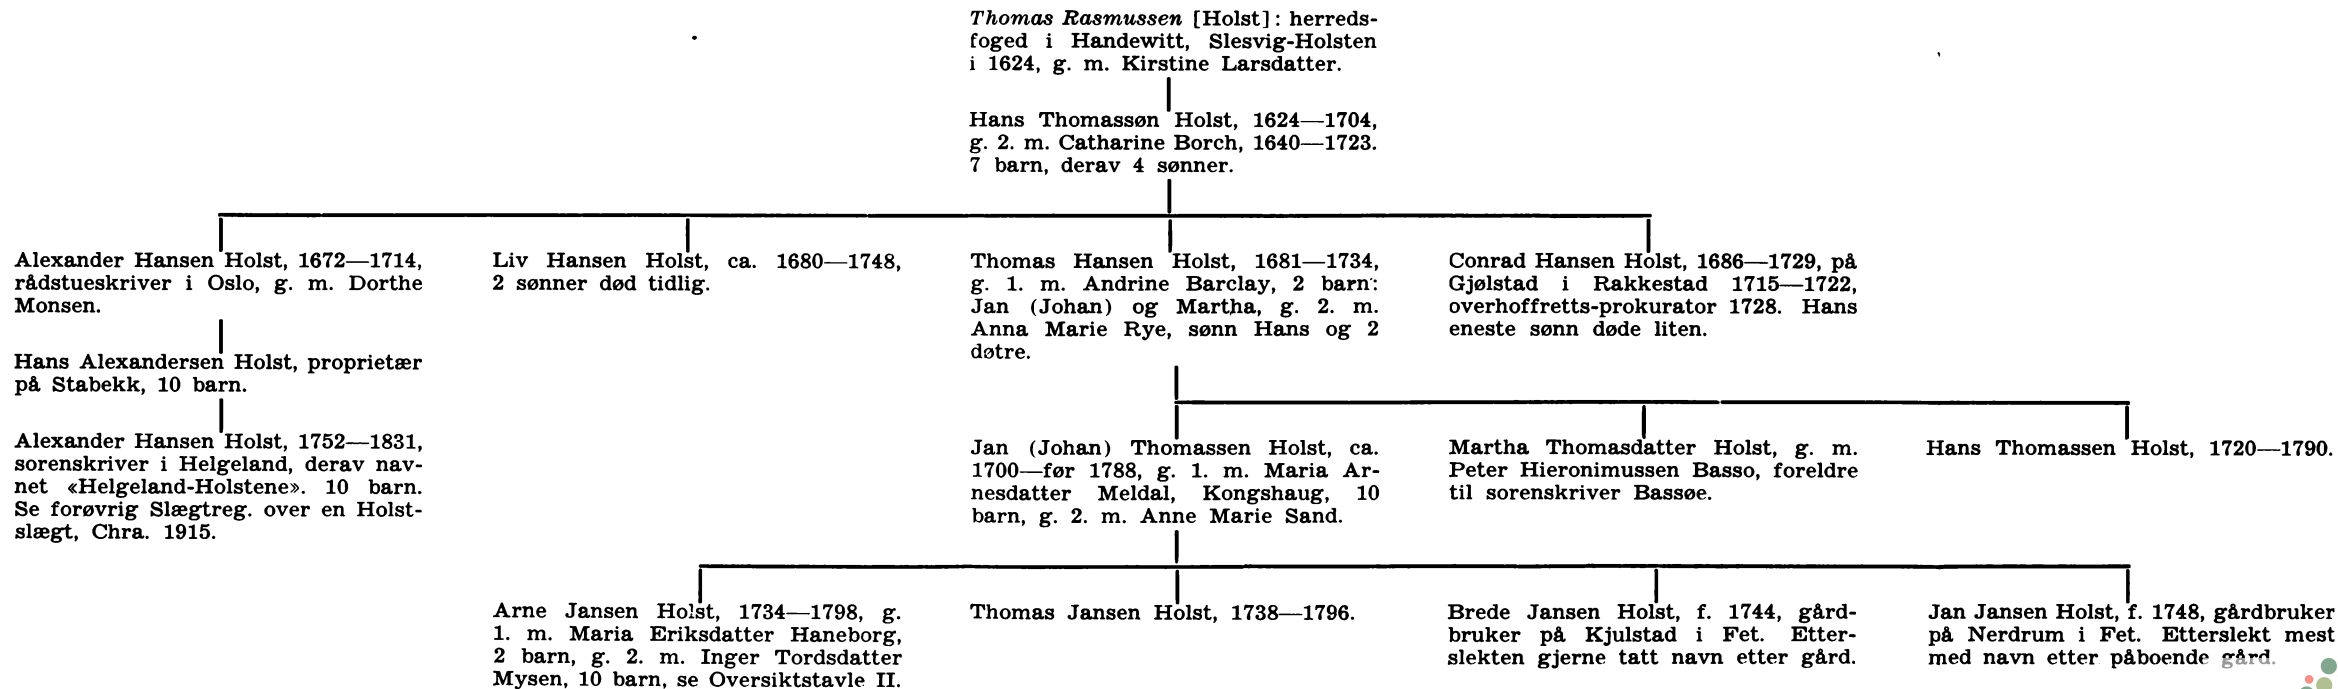 Thomas Rasmussen [Holst]: herreds-
foged i Handewitt, Slesvig-Holsten
i 1624, g. m. Kirstine Larsdatter.
Hans Thomassøn Holst, 1624—1704,
g. 2. m. Catharine Borch, 1640—1723.
7 barn, derav 4 sønner.
Alexander Hansen Holst, 1672—1714,
rådstueskriver i Oslo, g. m. Dorthe
Monsen.
Hans Alexandersen Holst, proprietær
på Stabekk, 10 barn.
Alexander Hansen Holst, 1752—1831,
sorenskriver i Helgeland, derav nav-
net «Helgeland-Holstene». 10 barn.
Se forøvrig Slægtreg. over en Holst-
slægt, Chra. 1915.
Liv Hansen Holst, ca. 1680—1748,
2 sønner død tidlig.
Thomas Hansen Holst, 1681—1734,
g. 1. m. Andrine Barclay, 2 barn:
Jan (Johan) og Martha, g. 2. m.
Anna Marie Rye, sønn Hans og 2
døtre.
Conrad Hansen Holst, 1686—1729, på
Gjølstad i Rakkestad 1715—1722,
overhoffretts-prokurator 1728. Hans
eneste sønn døde liten.
Jan (Johan) Thomassen Holst, ca.
1700—før 1788, g. 1. m. Maria Ar-
nesdatter Meldal, Kongshaug, 10
barn, g. 2. m. Anne Marie Sand.
Martha Thomasdatter Holst, g. m.
Peter Hieronimussen Basso, foreldre
til sorenskriver Bassøe.
Hans Thomassen Holst, 1720—1790.
Arne Jansen Holst, 1734—1798, g.
1. m. Maria Eriksdatter Haneborg,
2 barn, g. 2. m. Inger Tordsdatter
Mysen, 10 barn, se Oversiktstavle II.
Thomas Jansen Holst, 1738—1796.
Brede Jansen Holst, f. 1744, gård-
bruker på Kjulstad i Fet. Etter-
slekten gjerne tatt navn etter gård.
Jan Jansen Holst, f. 1748, gårdbruker
på Nerdrum i Fet. Etterslekt mest
med navn etter påboende gård.